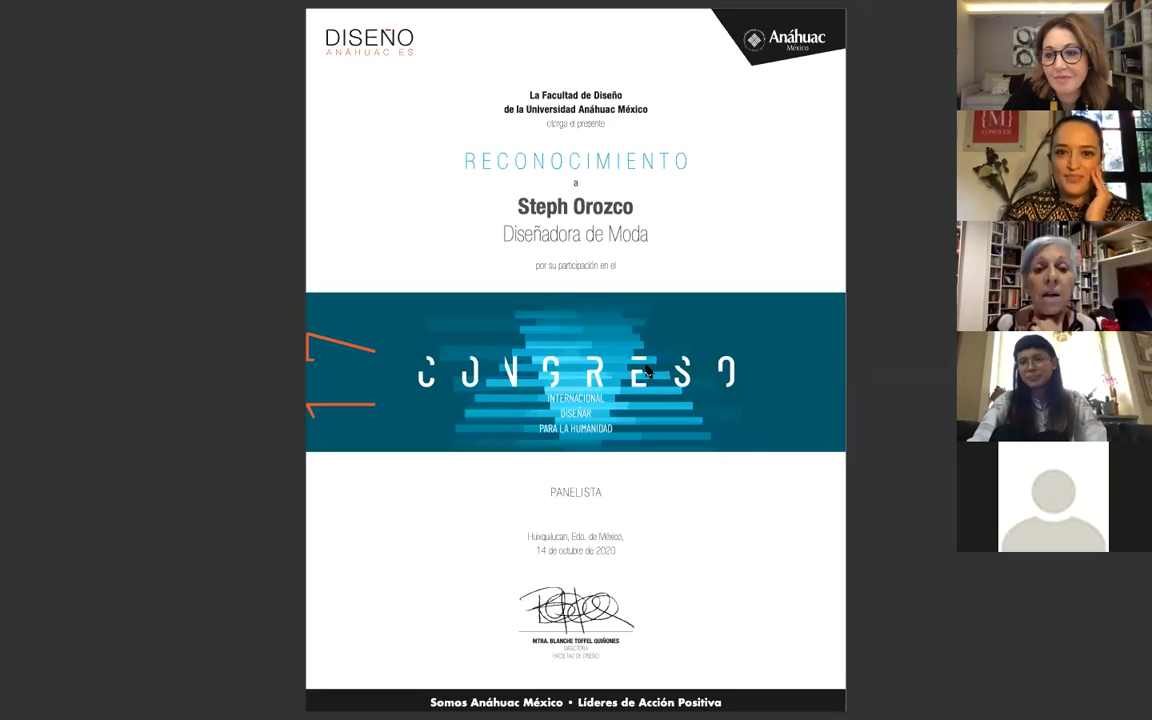 DISEÑO
ANÁHUAC ES
Anáhuac
México
La Facultad de Diseño
de la Universidad Anáhuac México
otorga el presente
RECONOCIMIENTO
a
Steph Orozco
Diseñadora de Moda
por su participación en el
17
CONGRESO
INTERNACIONAL
DISEÑAR
PARA LA HUMANIDAD
PANELISTA
Huixquilucan, Edo. de México,
14 de octubre de 2020
MTRA. BLANCHE TOFFEL QUIÑONES
DIRECTORA
FACULTAD DE DISEÑO
Somos Anáhuac México • Líderes de Acción Positiva
{M}